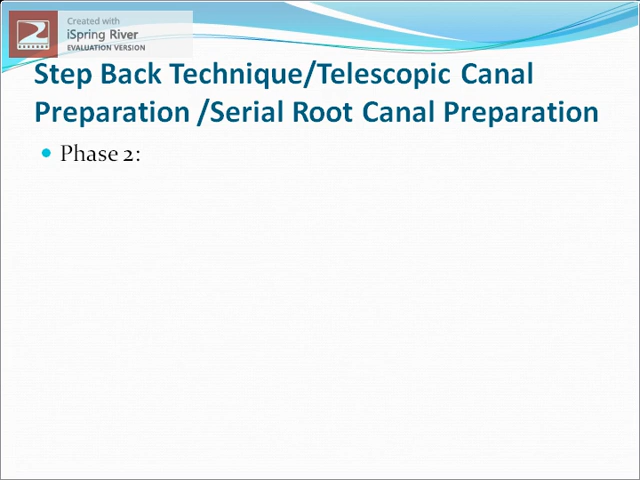 Created with
iSpring River
EVALUATION VERSION
Step Back Technique/Telescopic Canal
Preparation /Serial Root Canal Preparation
Phase 2: